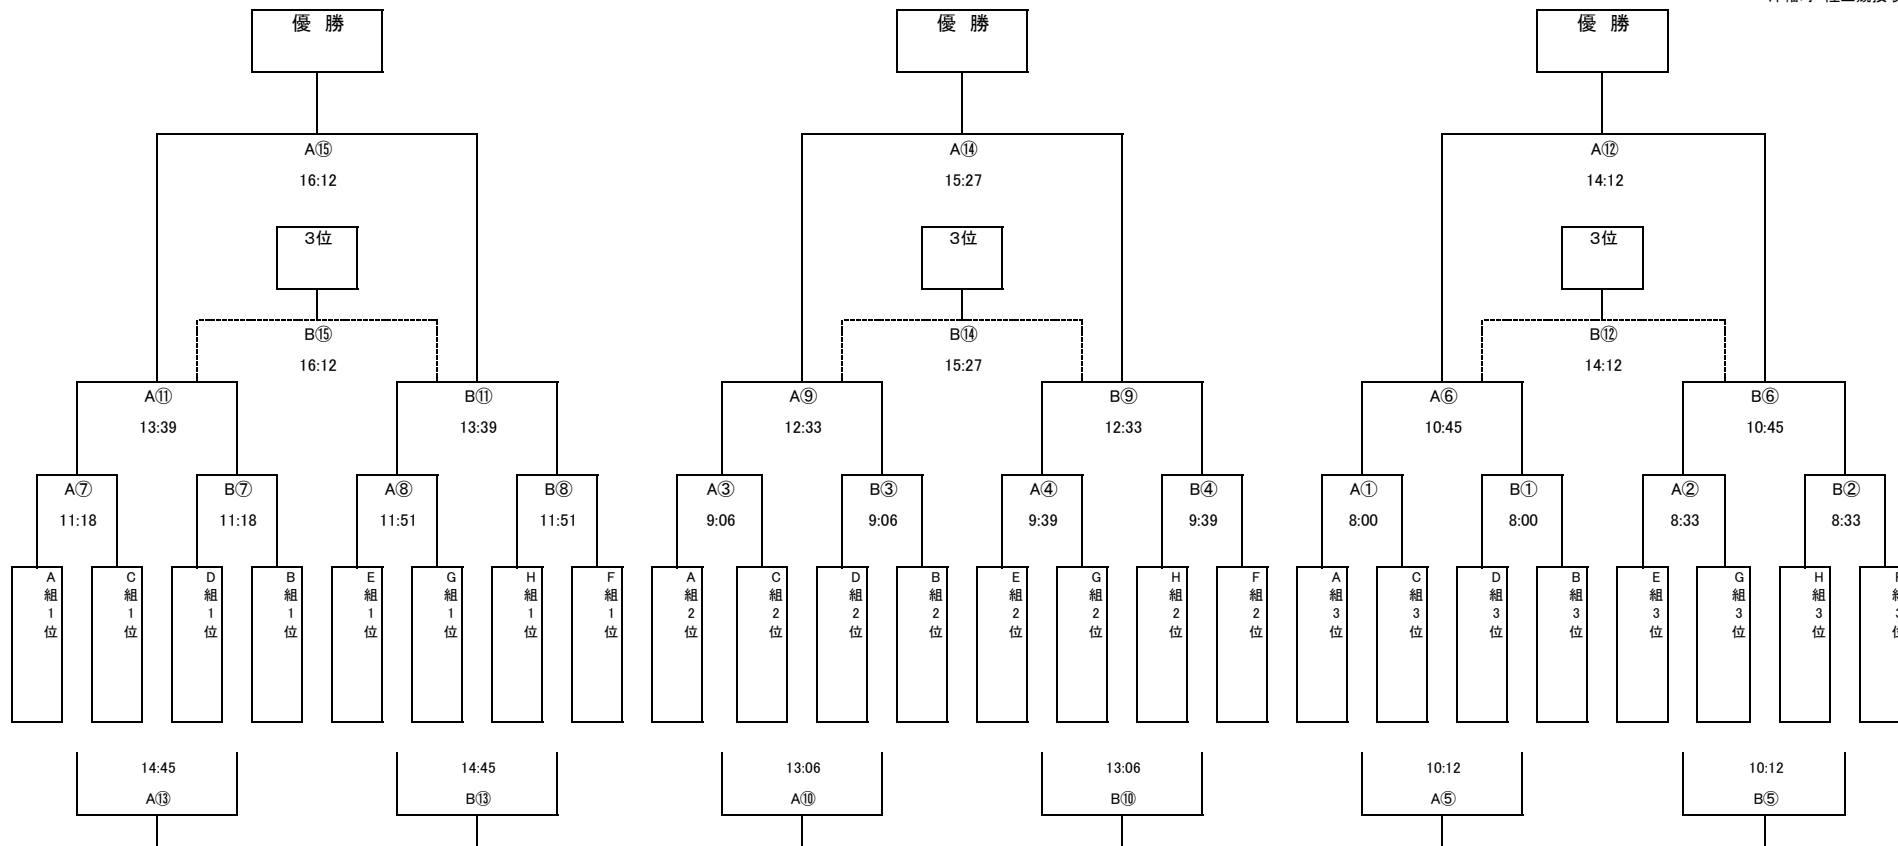 優 勝
優 勝
優 勝
A⑮
A⑭
A⑫
16:12
15:27
14:12
3位
3位
3位
B⑮
B⑭
B⑫
16:12
15:27
14:12
A⑪
B⑪
A⑨
B⑨
A⑥
B⑥
13:39
13:39
12:33
12:33
10:45
10:45
A⑦
B⑦
A⑧
B⑧
A③
B③
A④
B④
A①
B①
A②
B②
11:18
11:18
11:51
11:51
9:06
9:06
9:39
9:39
8:00
8:00
8:33
8:33
A組1位
C組1位
D組1位
B組1位
E組1位
G組1位
H組1位
F組1位
A組2位
C組2位
D組2位
B組2位
E組2位
G組2位
H組2位
F組2位
A組3位
C組3位
D組3位
B組3位
E組3位
G組3位
H組3位
14:45
14:45
13:06
13:06
10:12
10:12
A⑬
B⑬
A⑩
B⑩
A⑤
B⑤